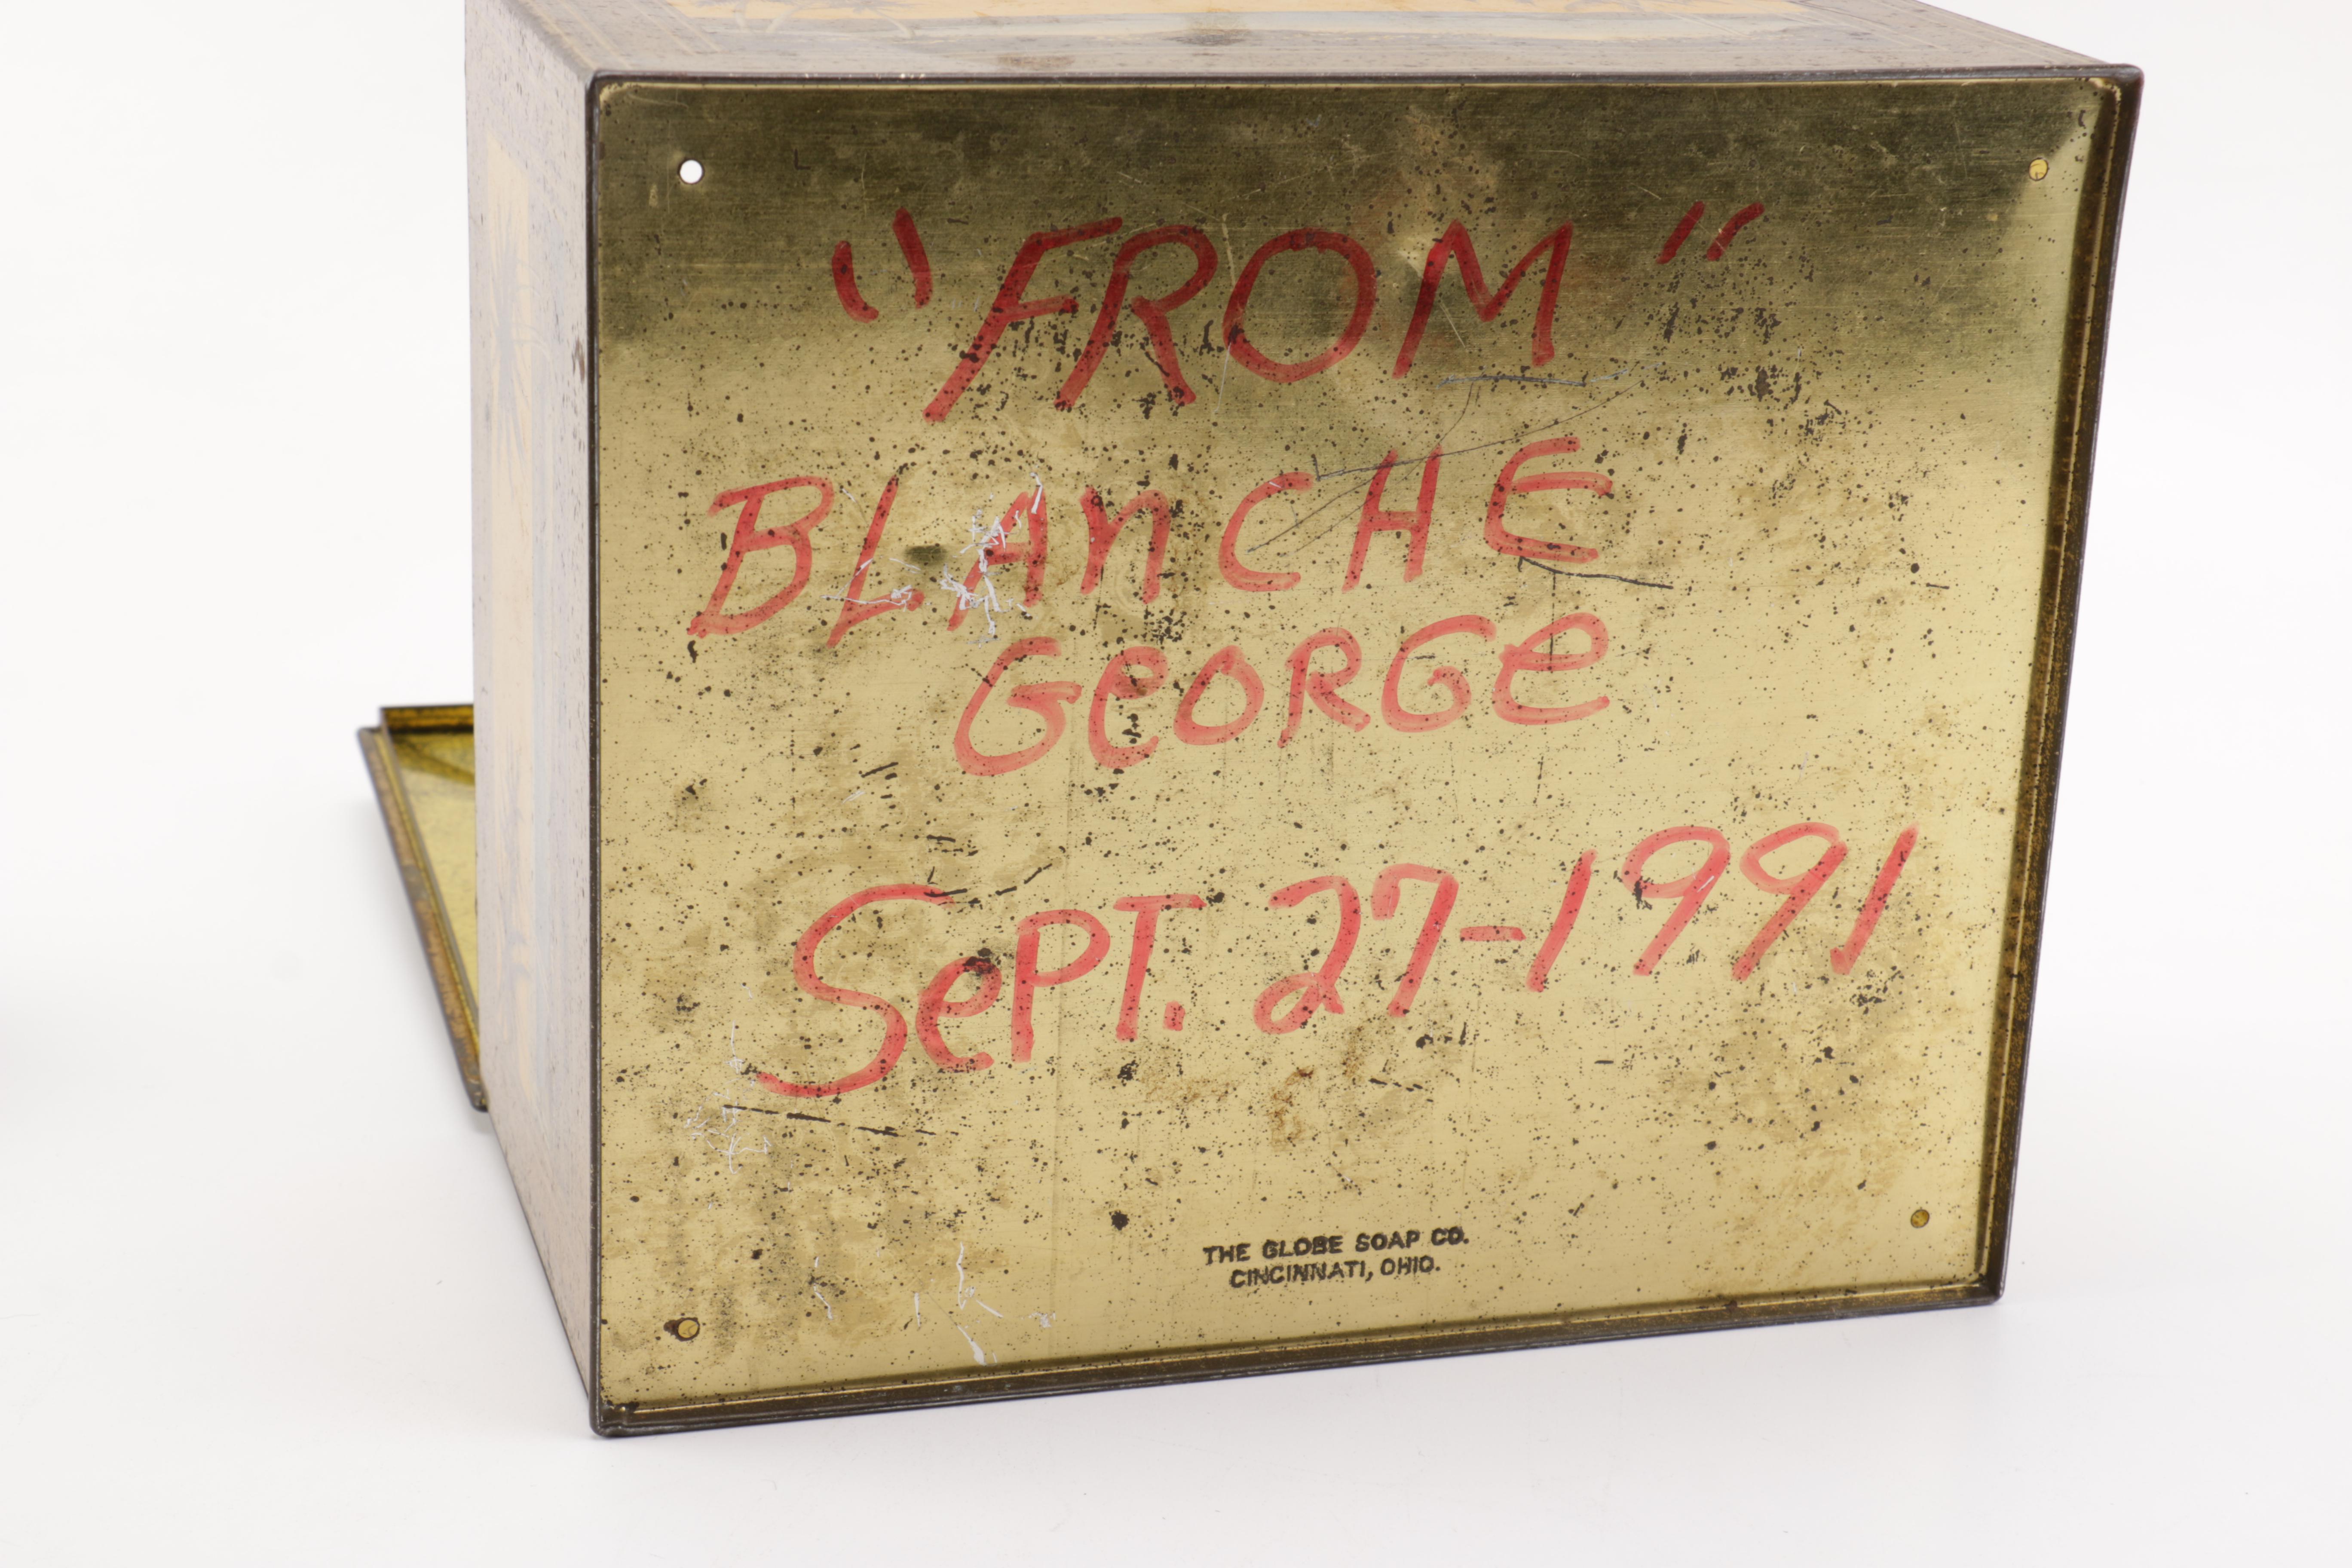 "FROM"
BLAnCHE
GeORGe
SePT. 27-1991
THE GLOBE SOAP CO.
CINCINNATI, OHIO.